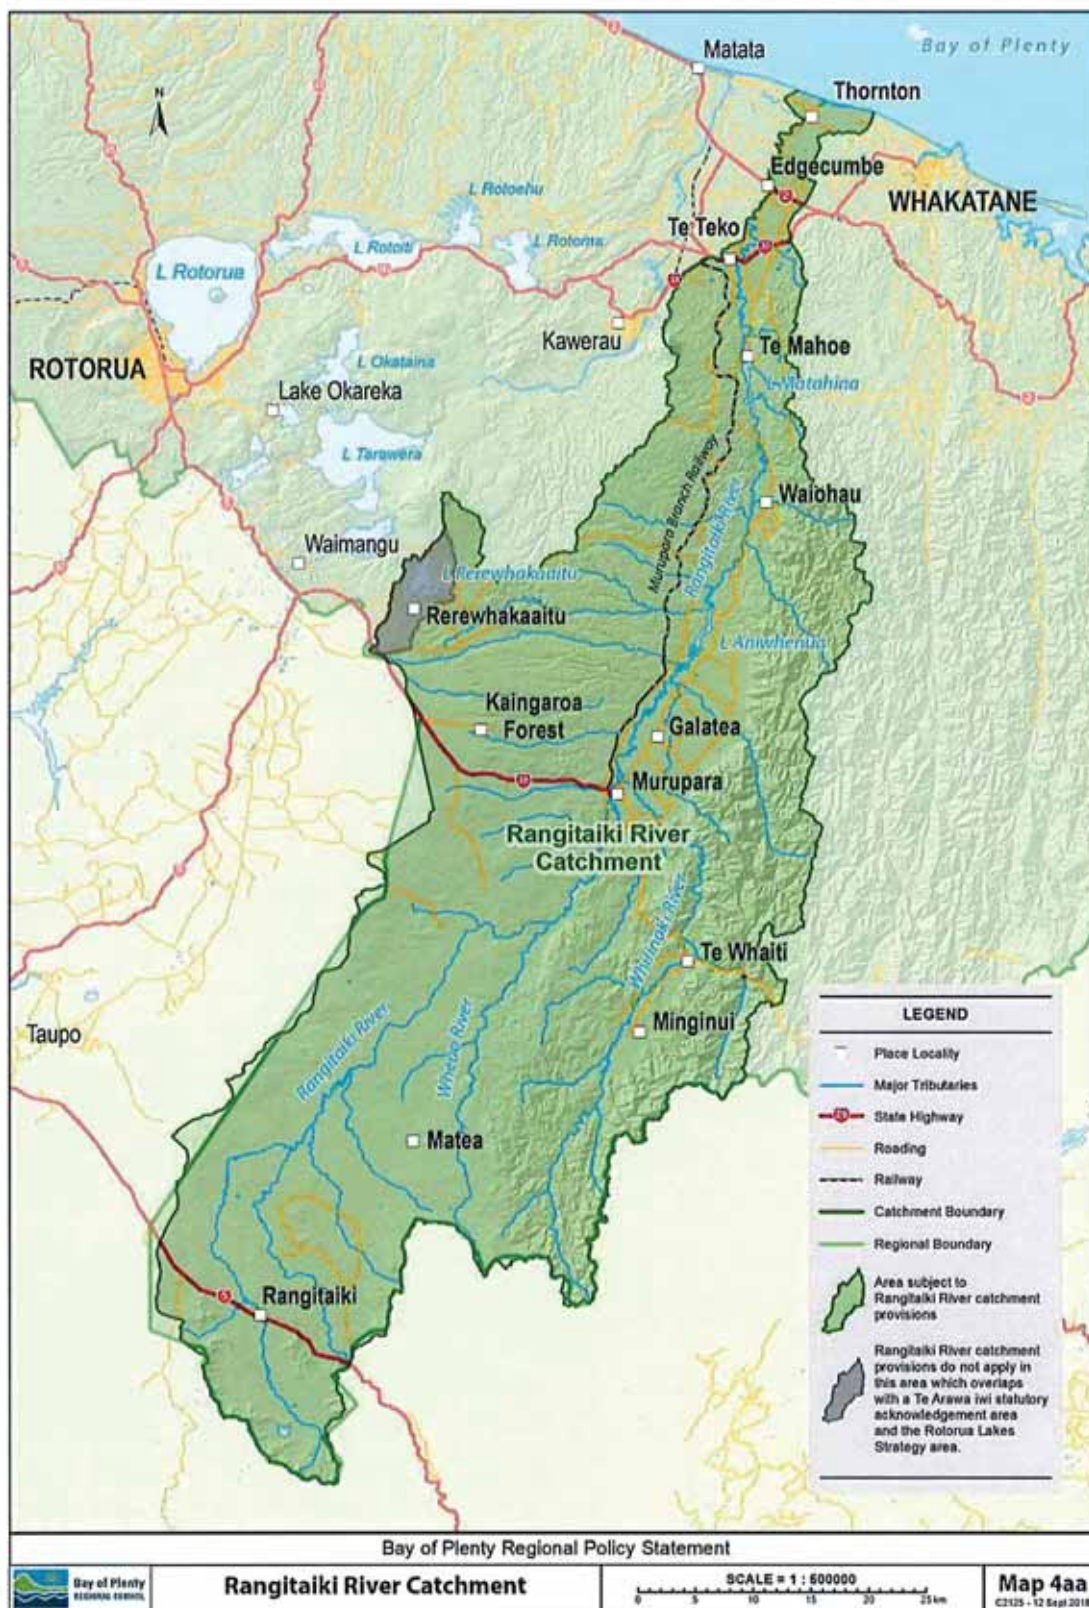 Bay of Plenty
Matata
Thornton
N
Edgecumbe
L Rotoehu
WHAKATANE
2
Te Teko
L Rotoiti
L Rotoma
L Rotorua
Kawerau
ROTORUA
L Okataina
Te Mahoe
Lake Okareka
L Matahina
L Tarawera
Murupara Branch Railway
Rangitaiki River
Waiohau
Waimangu
L Rerewhakaaitu
Rerewhakaaitu
L Aniwhenua
Kaingaroa
Forest
Galatea
Murupara
Rangitaiki River
Catchment
Whirinaki River
Te Whaiti
Rangitaiki River
Wheao River
Minginui
Taupo
Matea
5
Rangitaiki
LEGEND
Place Locality
Major Tributaries
State Highway
Roading
Railway
Catchment Boundary
Regional Boundary
Area subject to
Rangitaiki River catchment
provisions
Rangitaiki River catchment
provisions do not apply in
this area which overlaps
with a Te Arawa iwi statutory
acknowledgement area
and the Rotorua Lakes
Strategy area.
Bay of Plenty Regional Policy Statement
Bay of Plenty
REGIONAL COUNCIL
Rangitaiki River Catchment
SCALE = 1 : 500000
0 5 10 15 20 25 km
Map 4aa